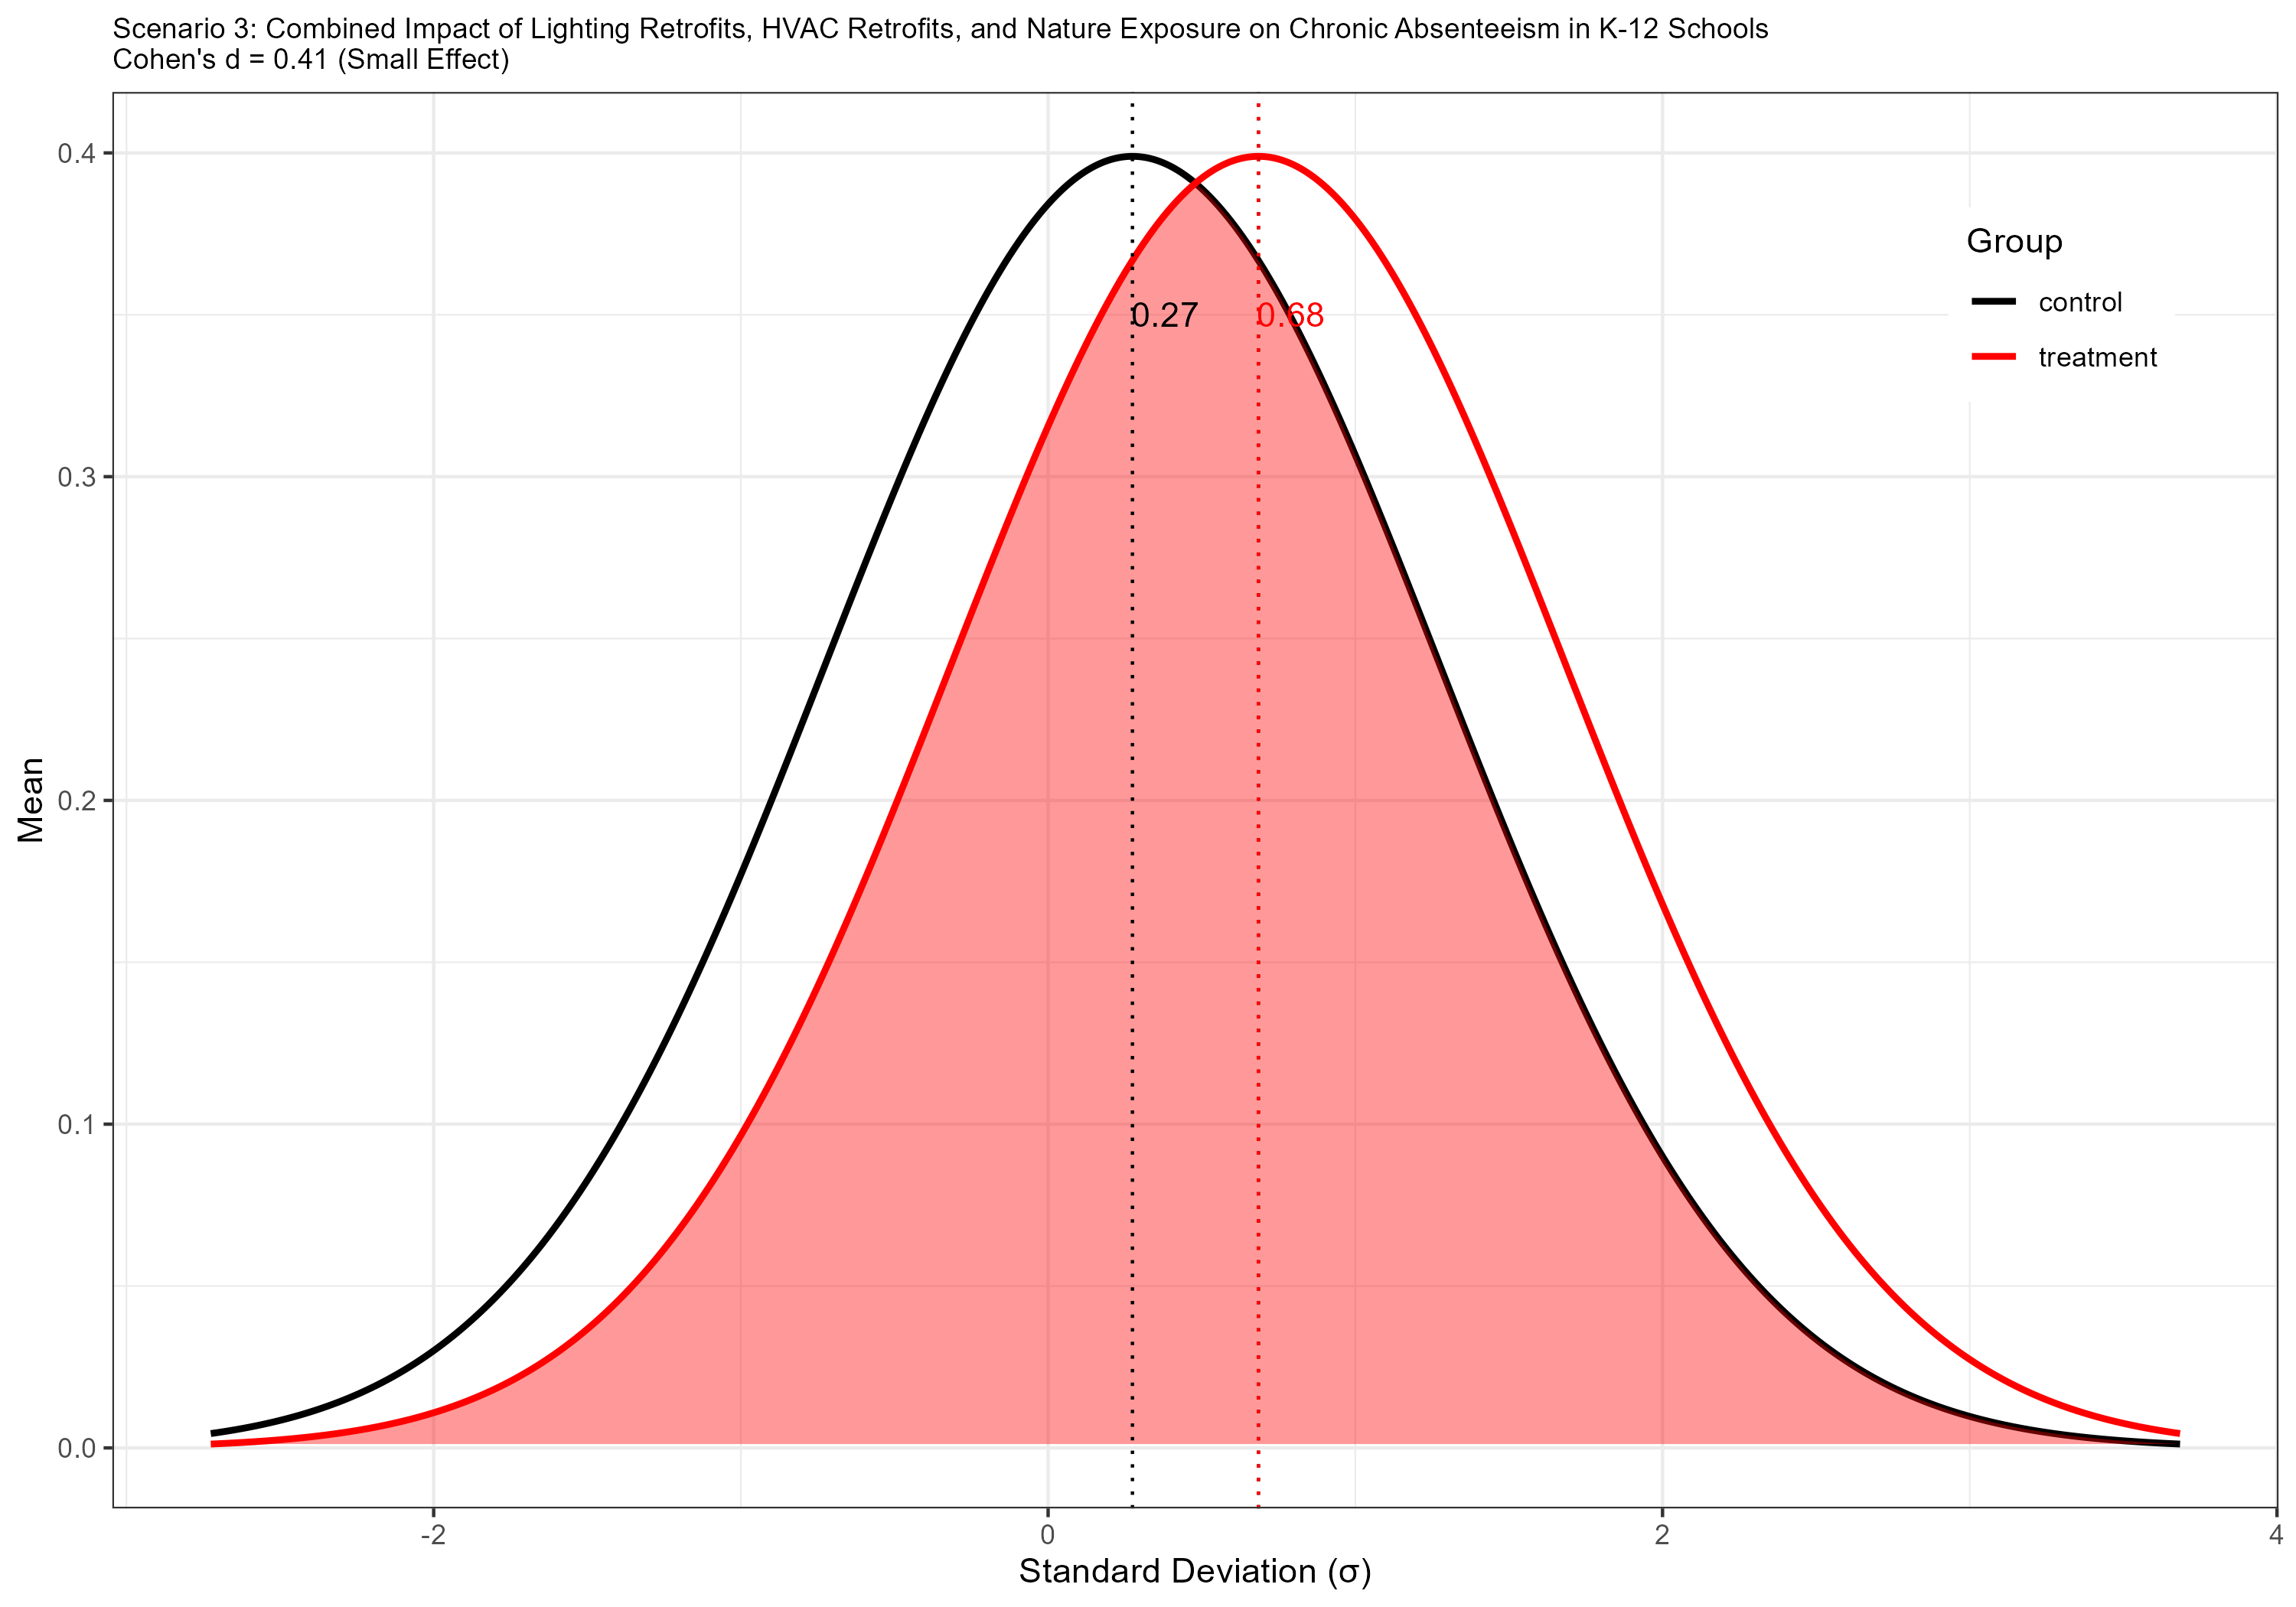 Scenario 3: Combined Impact of Lighting Retrofits, HVAC Retrofits, and Nature Exposure on Chronic Absenteeism in K-12 Schools
Cohen's d = 0.41 (Small Effect)
0.4
0.3
0.2
0.1
0.0
Mean
0.27
0.68
Group
control
treatment
-2
0
2
4
Standard Deviation (σ)